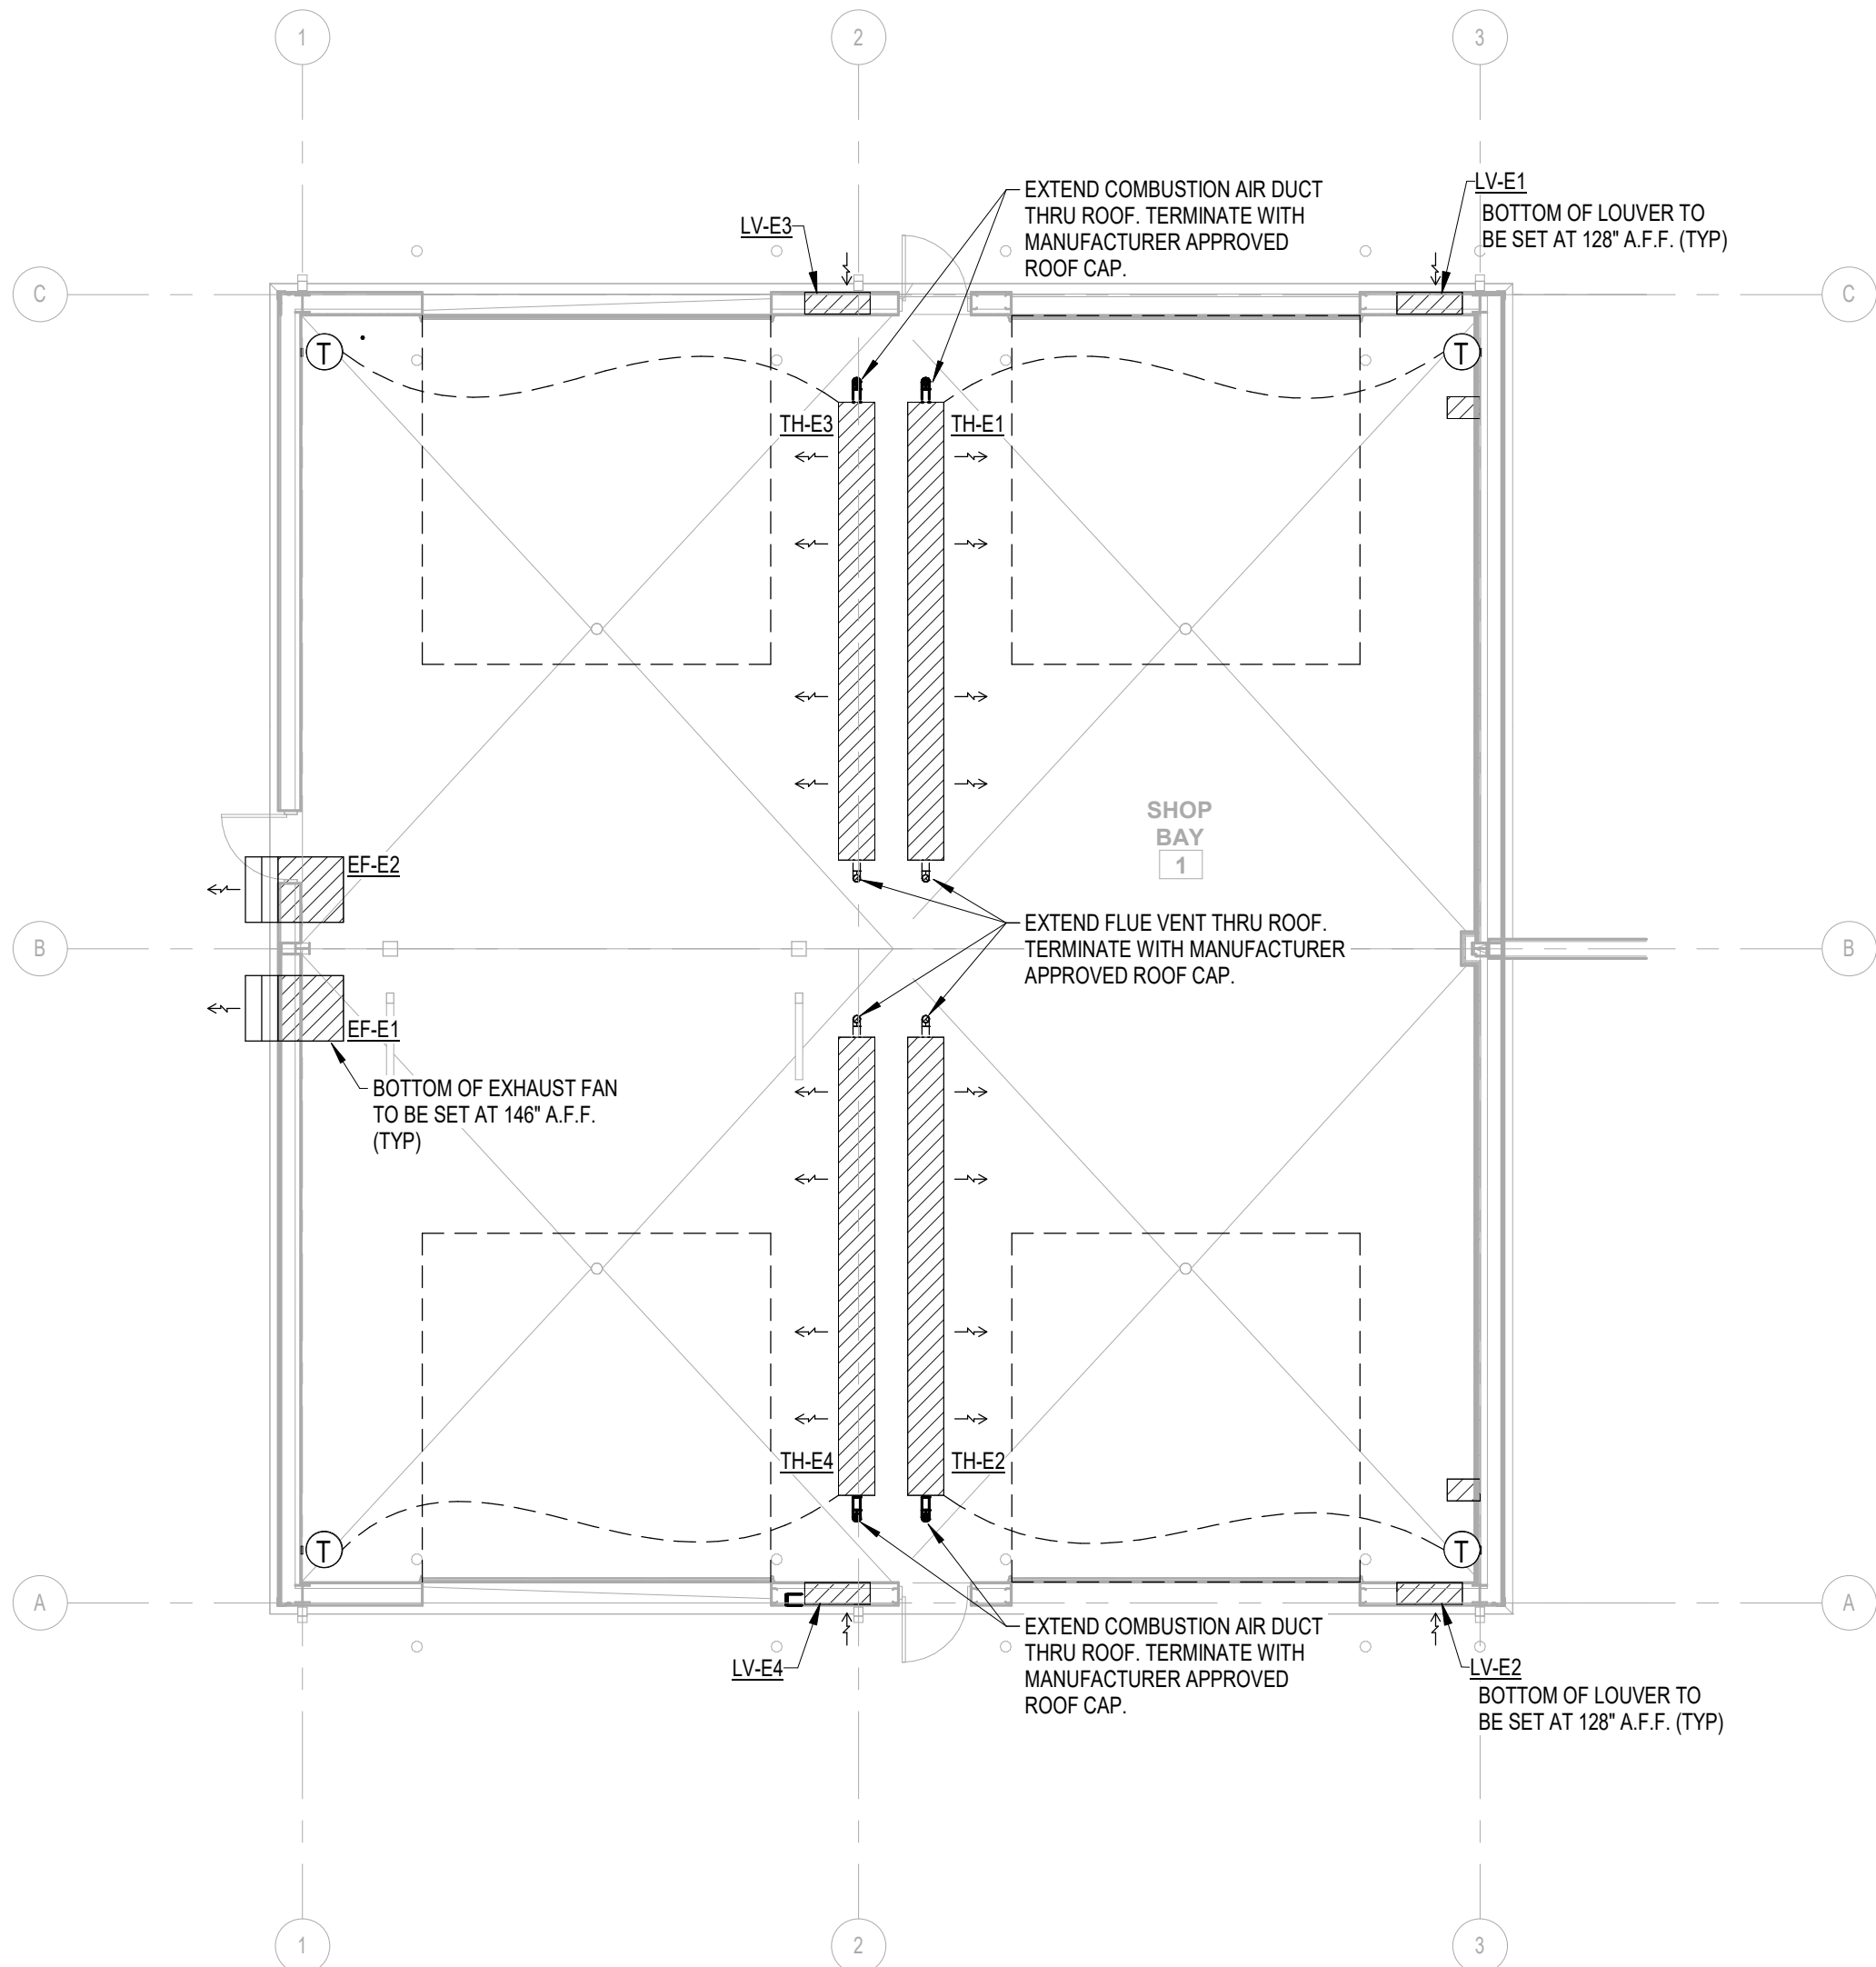 1
2
3
EXTEND COMBUSTION AIR DUCT
THRU ROOF. TERMINATE WITH
MANUFACTURER APPROVED
ROOF CAP.
LV-E1
BOTTOM OF LOUVER TO
BE SET AT 128" A.F.F. (TYP)
LV-E3
C
C
T
T
TH-E3
TH-E1
SHOP
BAY
1
EF-E2
EXTEND FLUE VENT THRU ROOF.
TERMINATE WITH MANUFACTURER
APPROVED ROOF CAP.
B
B
EF-E1
BOTTOM OF EXHAUST FAN
TO BE SET AT 146" A.F.F.
(TYP)
TH-E4
TH-E2
T
T
A
A
EXTEND COMBUSTION AIR DUCT
THRU ROOF. TERMINATE WITH
MANUFACTURER APPROVED
ROOF CAP.
LV-E4
LV-E2
BOTTOM OF LOUVER TO
BE SET AT 128" A.F.F. (TYP)
1
2
3